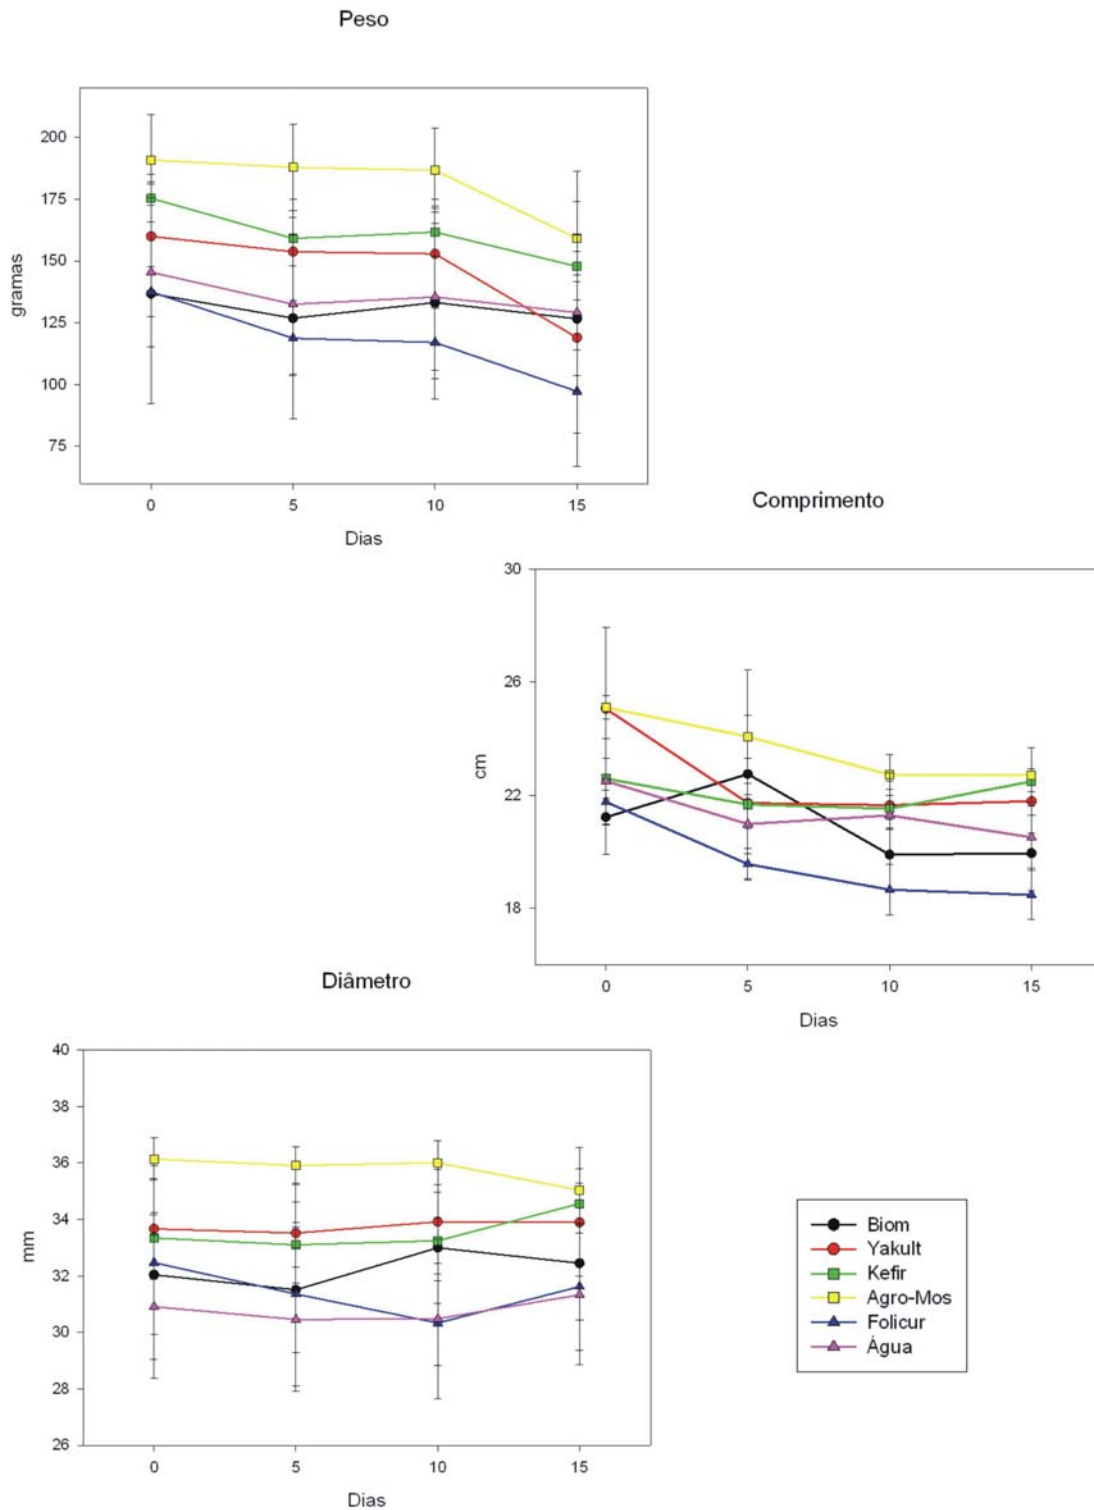 Peso
200
175
150
125
100
75
gramas
0 5 10 15
Dias
Comprimento
30
26
22
18
cm
0 5 10 15
Dias
Diâmetro
40
38
36
34
32
30
28
26
mm
0 5 10 15
Dias
Biom
Yakult
Kefir
Agro-Mos
Folicur
Água